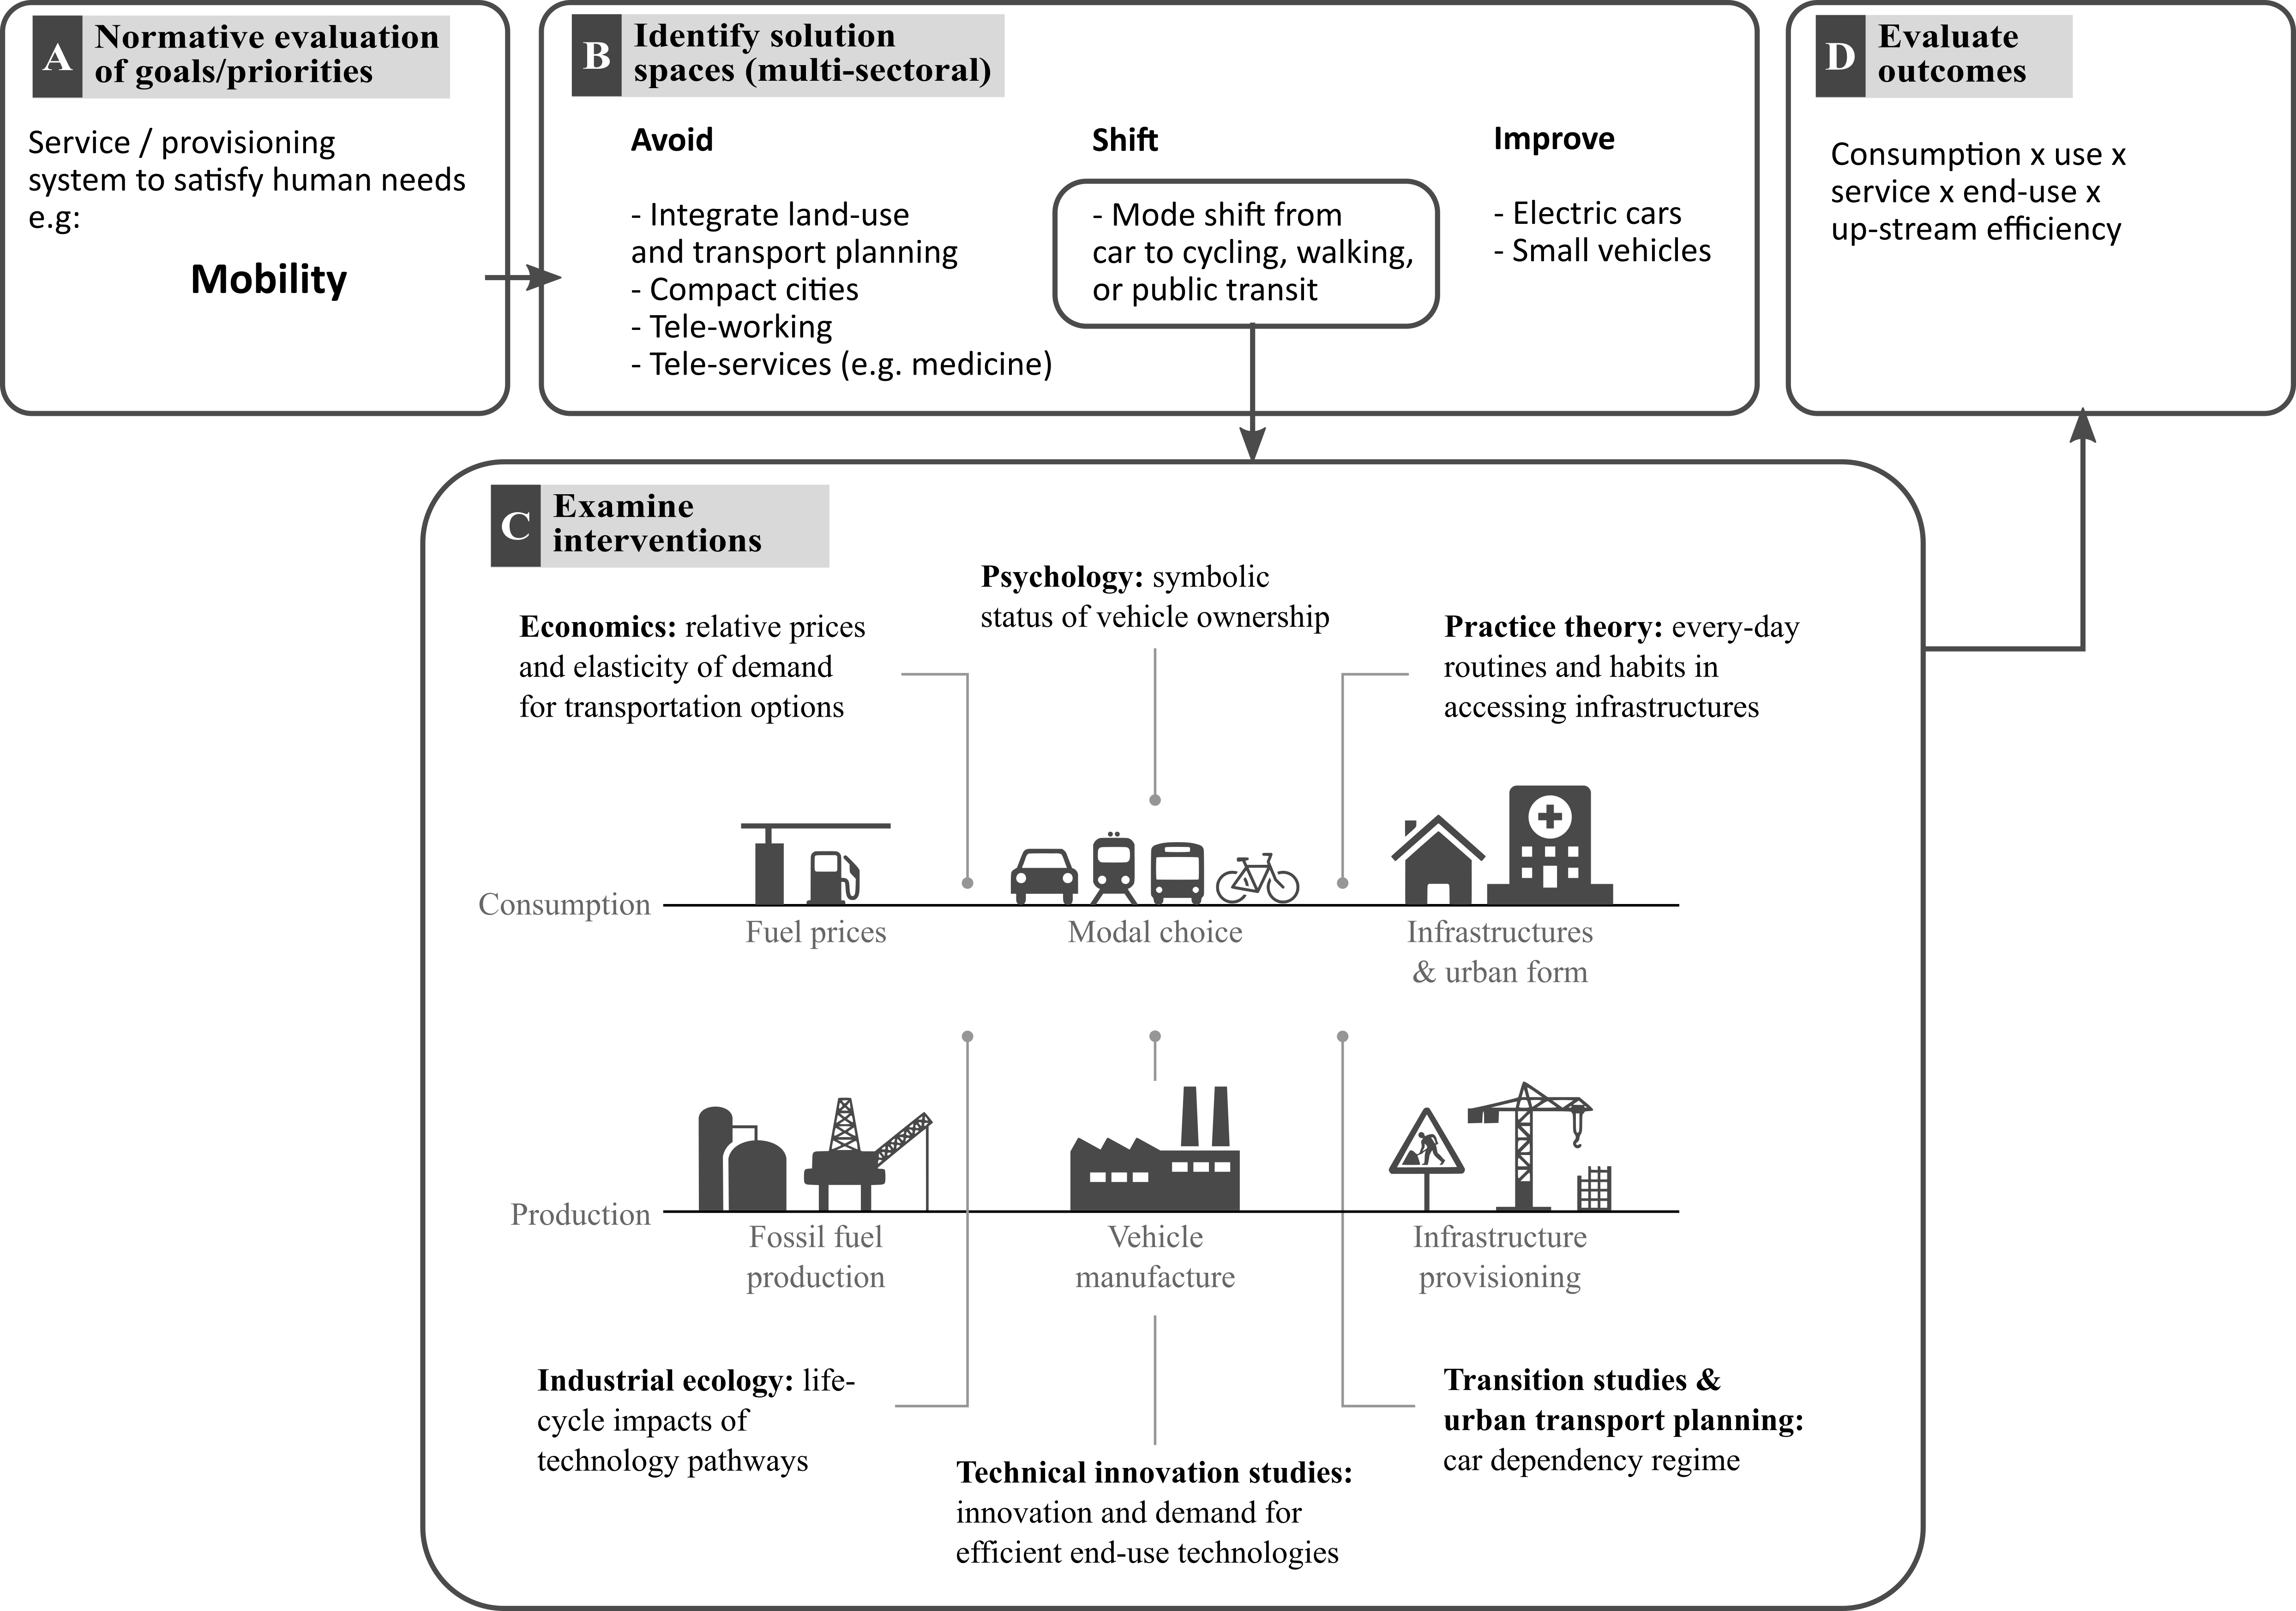 A
Normative evaluation
of goals/priorities
Service / provisioning
system to satisfy human needs
e.g:
Mobility
B
Identify solution
spaces (multi-sectoral)
Avoid
- Integrate land-use
and transport planning
- Compact cities
- Tele-working
- Tele-services (e.g. medicine)
Shift
- Mode shift from
car to cycling, walking,
or public transit
Improve
- Electric cars
- Small vehicles
D
Evaluate
outcomes
Consumption x use x
service x end-use x
up-stream efficiency
C
Examine
interventions
Economics: relative prices
and elasticity of demand
for transportation options
Psychology: symbolic
status of vehicle ownership
Practice theory: every-day
routines and habits in
accessing infrastructures
Consumption
Fuel prices
Modal choice
Infrastructures
& urban form
Production
Fossil fuel
production
Vehicle
manufacture
Infrastructure
provisioning
Industrial ecology: life-
cycle impacts of
technology pathways
Technical innovation studies:
innovation and demand for
efficient end-use technologies
Transition studies &
urban transport planning:
car dependency regime